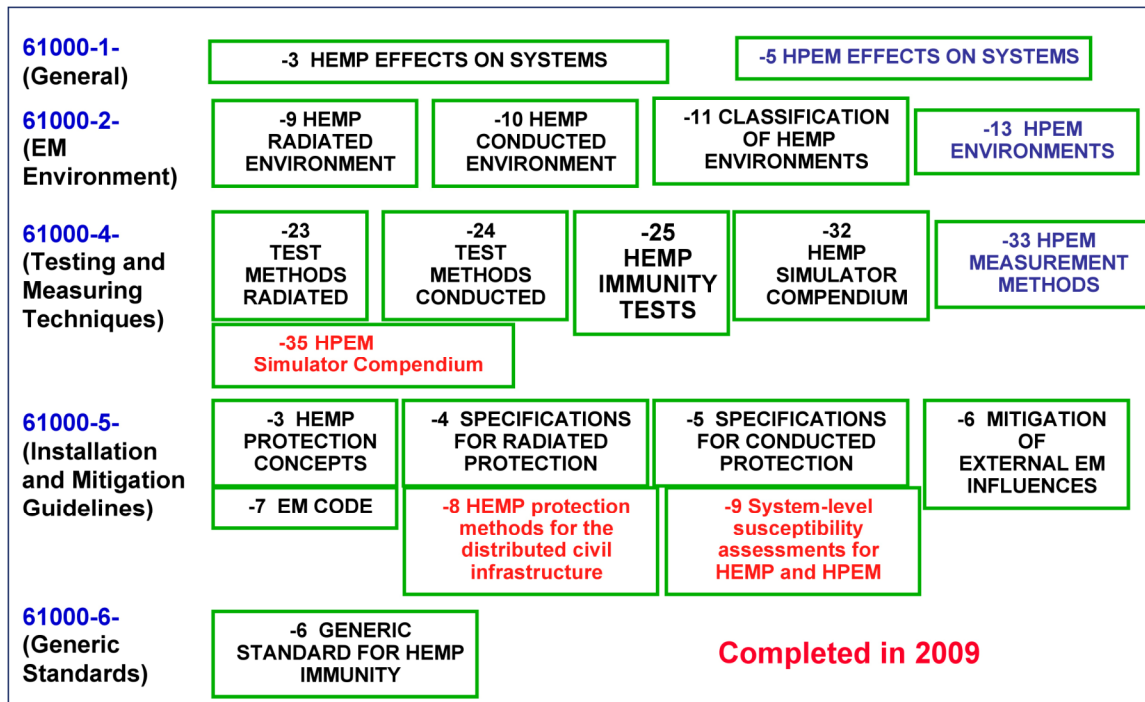 61000-1-
(General)
-3 HEMP EFFECTS ON SYSTEMS
-5 HPEM EFFECTS ON SYSTEMS
61000-2-
(EM
Environment)
-9 HEMP
RADIATED
ENVIRONMENT
-10 HEMP
CONDUCTED
ENVIRONMENT
-11 CLASSIFICATION
OF HEMP
ENVIRONMENTS
-13 HPEM
ENVIRONMENTS
61000-4-
(Testing and
Measuring
Techniques)
-23
TEST
METHODS
RADIATED
-24
TEST
METHODS
CONDUCTED
-25
HEMP
IMMUNITY
TESTS
-32
HEMP
SIMULATOR
COMPENDIUM
-33 HPEM
MEASUREMENT
METHODS
-35 HPEM
Simulator Compendium
61000-5-
(Installation
and Mitigation
Guidelines)
-3 HEMP
PROTECTION
CONCEPTS
-4 SPECIFICATIONS
FOR RADIATED
PROTECTION
-5 SPECIFICATIONS
FOR CONDUCTED
PROTECTION
-6 MITIGATION
OF
EXTERNAL EM
INFLUENCES
-7 EM CODE
-8 HEMP protection
methods for the
distributed civil
infrastructure
-9 System-level
susceptibility
assessments for
HEMP and HPEM
61000-6-
(Generic
Standards)
-6 GENERIC
STANDARD FOR HEMP
IMMUNITY
Completed in 2009